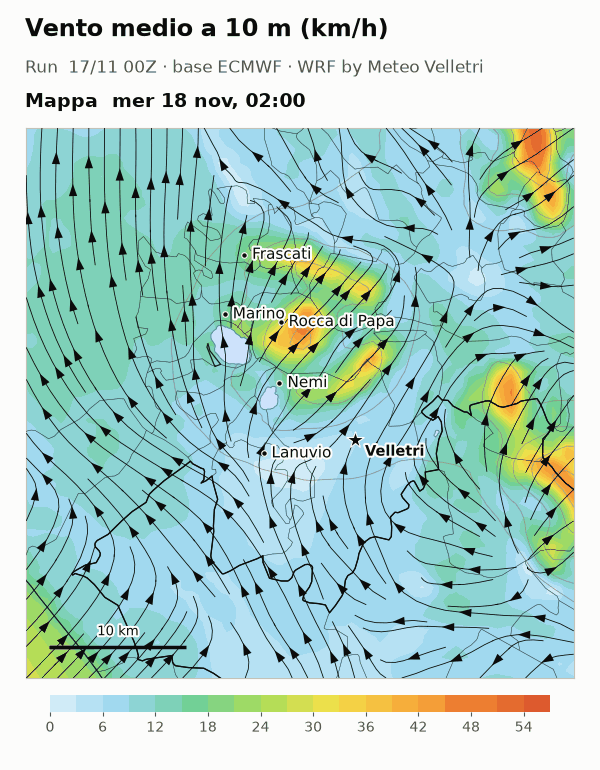 Vento medio a 10 m (km/h)
Run  17/11 00Z · base ECMWF · WRF by Meteo Velletri
Mappa  mer 18 nov, 02:00
Frascati
Marino
Rocca di Papa
Nemi
Velletri
Lanuvio
10 km
0 6 12 18 24 30 36 42 48 54